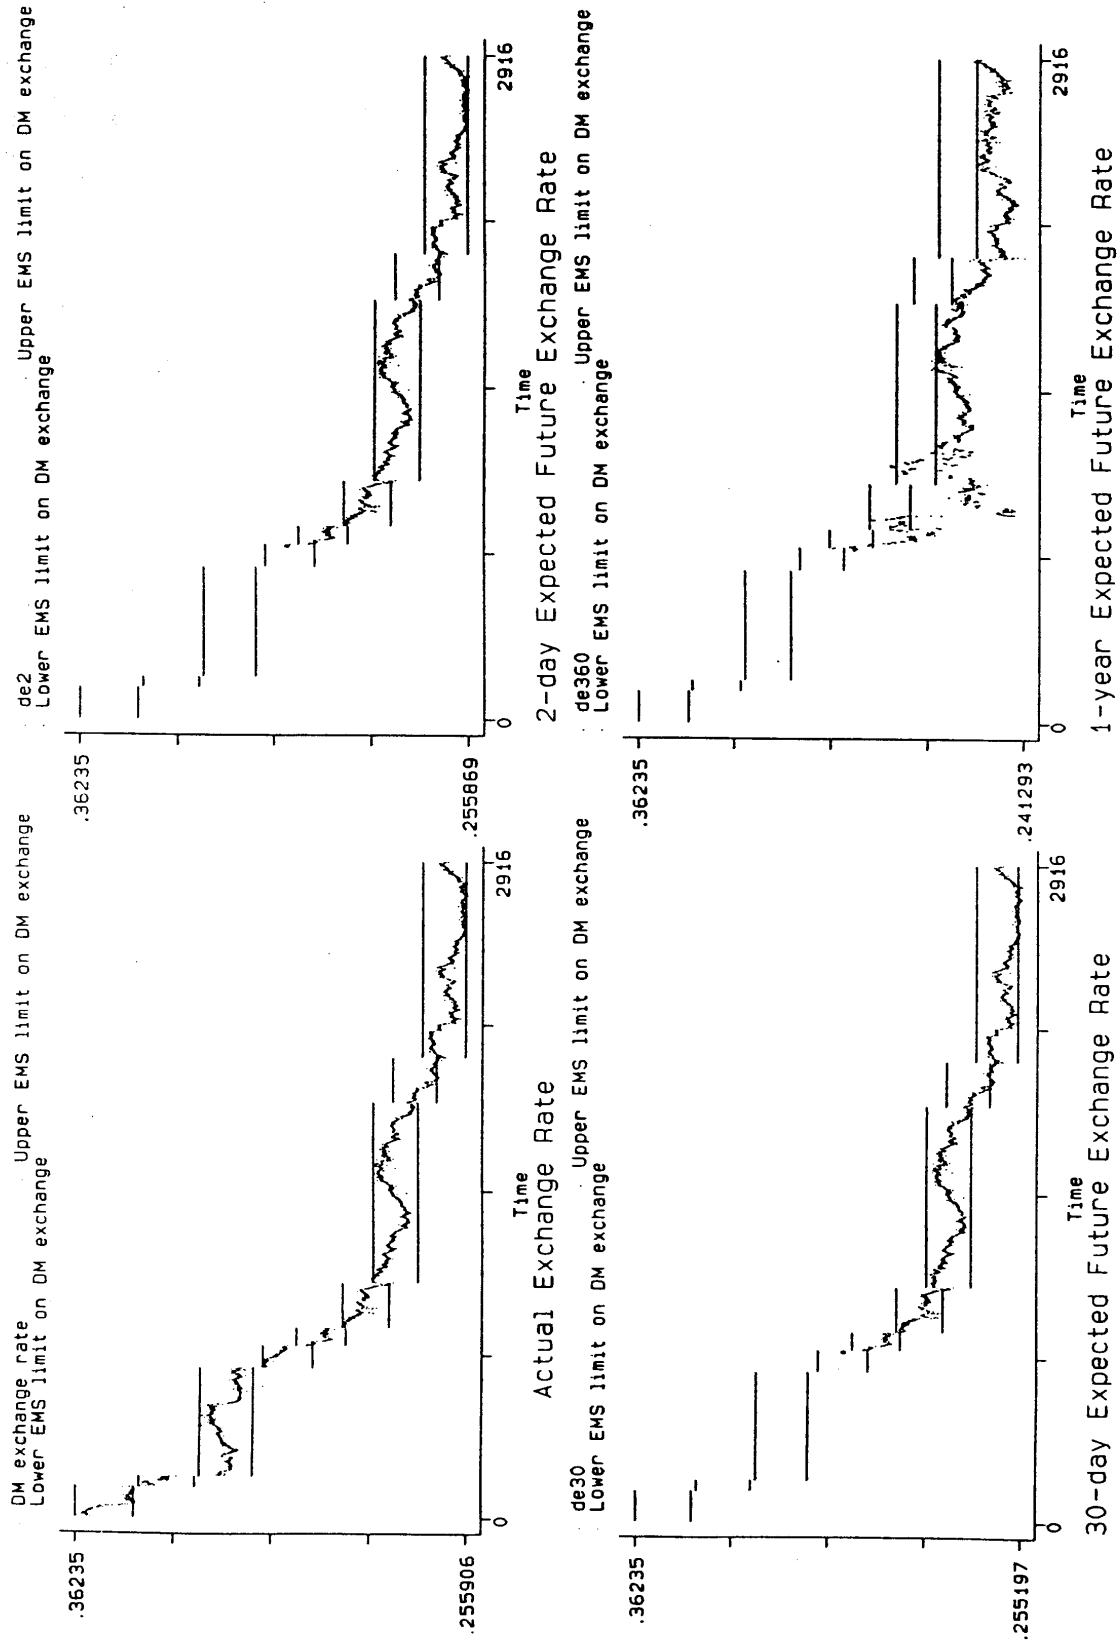 DM exchange rate
Lower EMS limit on DM exchange
Upper EMS limit on DM exchange
.36235
.255906
0
2916
Time
Actual Exchange Rate
de2
Lower EMS limit on DM exchange
Upper EMS limit on DM exchange
.36235
.255869
0
2916
Time
2-day Expected Future Exchange Rate
de30
Lower EMS limit on DM exchange
Upper EMS limit on DM exchange
.36235
.255197
0
2916
Time
30-day Expected Future Exchange Rate
de360
Lower EMS limit on DM exchange
Upper EMS limit on DM exchange
.36235
.241293
0
2916
Time
1-year Expected Future Exchange Rate